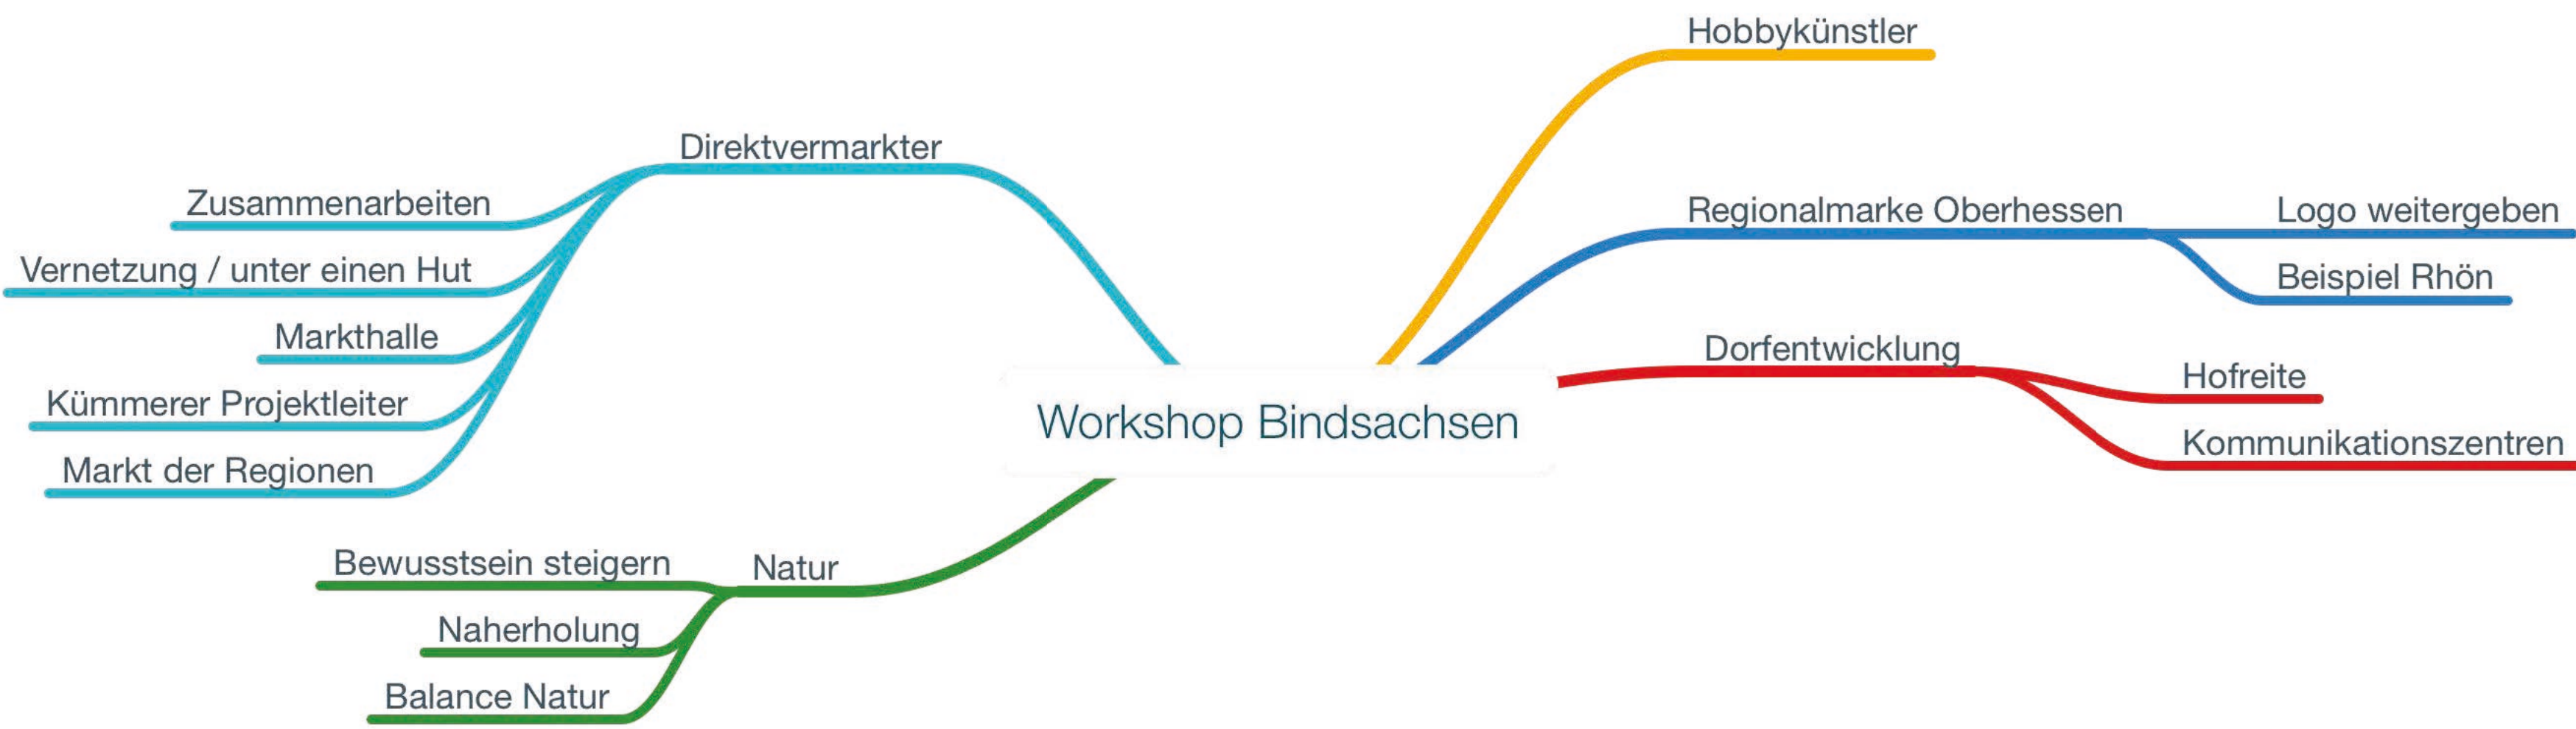 Hobbykünstler
Direktvermarkter
Zusammenarbeiten
Vernetzung / unter einen Hut
Markthalle
Kümmerer Projektleiter
Markt der Regionen
Regionalmarke Oberhessen
Logo weitergeben
Beispiel Rhön
Dorfentwicklung
Hofreite
Kommunikationszentren
Workshop Bindsachsen
Natur
Bewusstsein steigern
Naherholung
Balance Natur